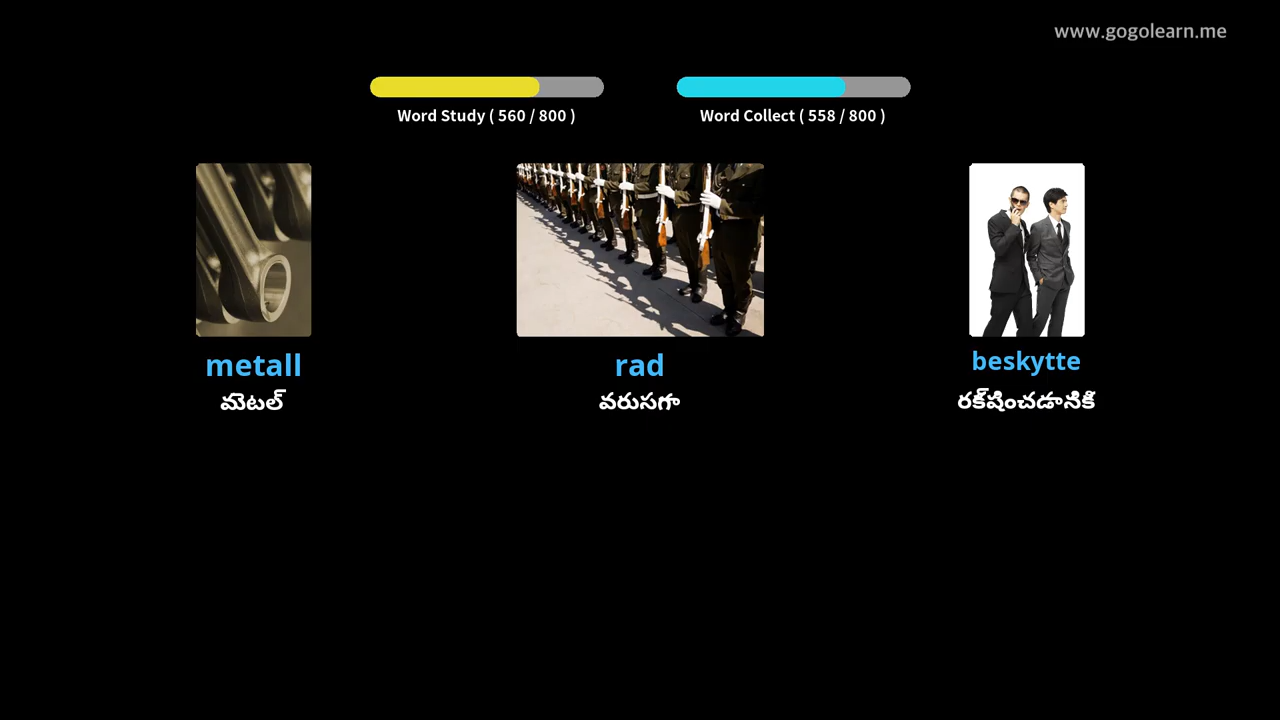 www.gogolearn.me
Word Study ( 560 / 800 )
Word Collect ( 558 / 800 )
metall
rad
beskytte
మెటల్
వరుసగా
రక్షించడానికి